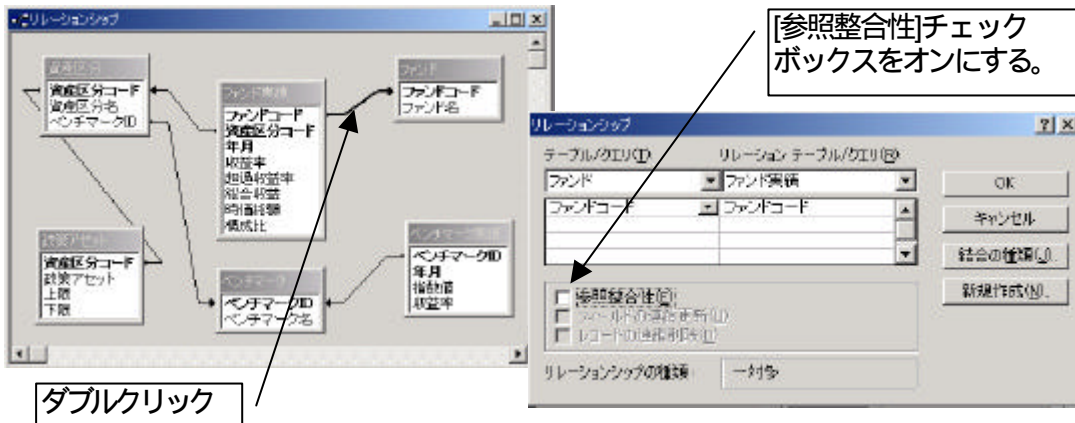 リレーションシップ
資産区分
資産区分コード
資産区分名
ベンチマークID
ファンド実績
ファンドコード
資産区分コード
年月
収益率
超過収益率
総合収益
時価総額
構成比
ファンド
ファンドコード
ファンド名
政策アセット
資産区分コード
政策アセット
上限
下限
ベンチマーク
ベンチマークID
ベンチマーク名
ベンチマーク実績
ベンチマークID
年月
指数値
収益率
ダブルクリック
[参照整合性]チェック
ボックスをオンにする。
リレーションシップ
テーブル/クエリ(T): リレーション テーブル/クエリ(R):
ファンド ファンド実績
ファンドコード ファンドコード
OK
キャンセル
結合の種類(J)..
新規作成(N)..
参照整合性(E)
フィールドの連鎖更新(U)
レコードの連鎖削除(D)
リレーションシップの種類: 一対多